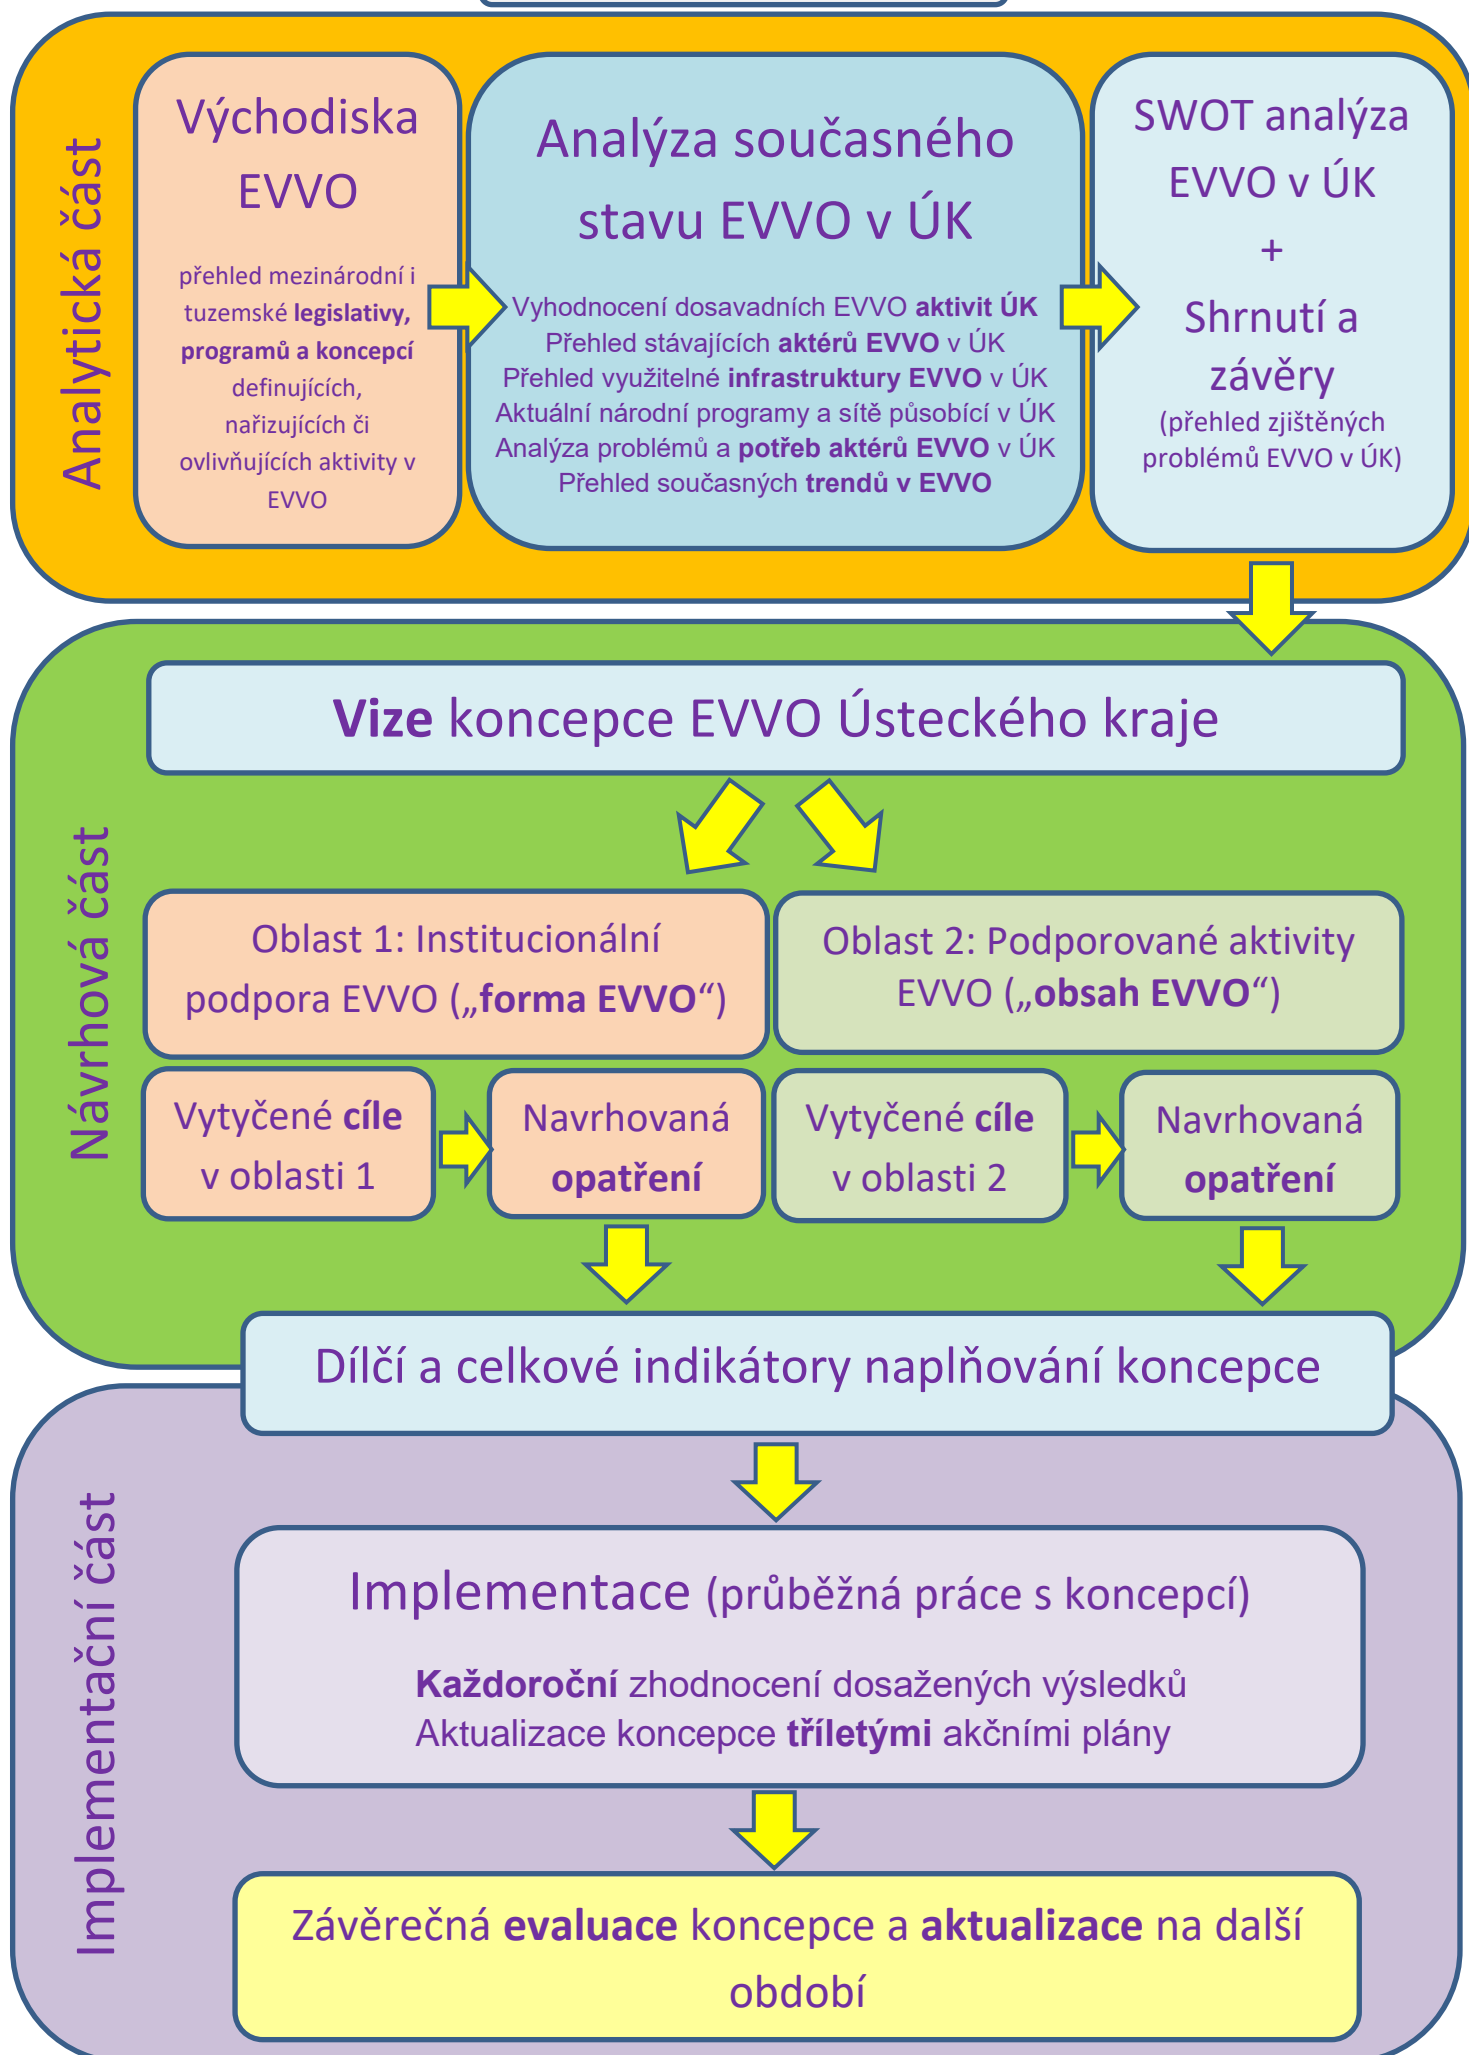 Analytická část
Východiska
EVVO
přehled mezinárodní i
tuzemské legislativy,
programů a koncepcí
definujících,
nařizujících či
ovlivňujících aktivity v
EVVO
Analýza současného
stavu EVVO v ÚK
Vyhodnocení dosavadních EVVO aktivit ÚK
Přehled stávajících aktérů EVVO v ÚK
Přehled využitelné infrastruktury EVVO v ÚK
Aktuální národní programy a sítě působící v ÚK
Analýza problémů a potřeb aktérů EVVO v ÚK
Přehled současných trendů v EVVO
SWOT analýza
EVVO v ÚK
+
Shrnutí a
závěry
(přehled zjištěných
problémů EVVO v ÚK)
Návrhová část
Vize koncepce EVVO Ústeckého kraje
Oblast 1: Institucionální
podpora EVVO („forma EVVO“)
Oblast 2: Podporované aktivity
EVVO („obsah EVVO“)
Vytyčené cíle
v oblasti 1
Navrhovaná
opatření
Vytyčené cíle
v oblasti 2
Navrhovaná
opatření
Dílčí a celkové indikátory naplňování koncepce
Implementační část
Implementace (průběžná práce s koncepcí)
Každoroční zhodnocení dosažených výsledků
Aktualizace koncepce tříletými akčními plány
Závěrečná evaluace koncepce a aktualizace na další
období